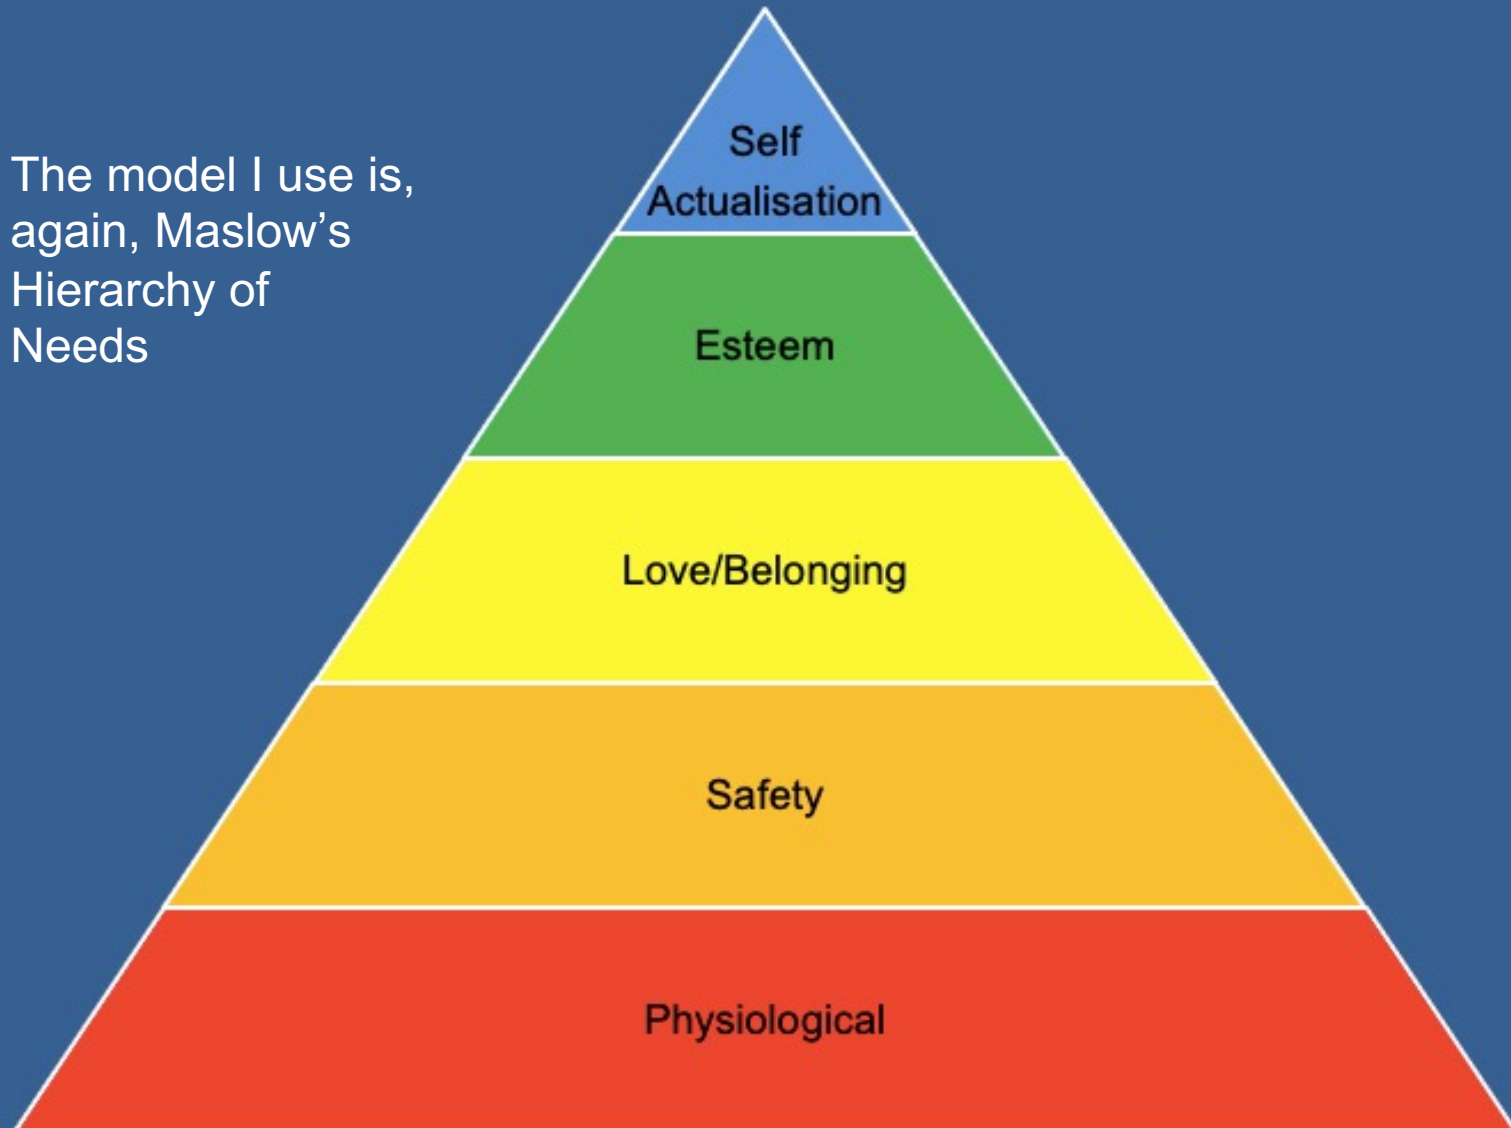 The model I use is,
again, Maslow’s
Hierarchy of
Needs
Self
Actualisation
Esteem
Love/Belonging
Safety
Physiological